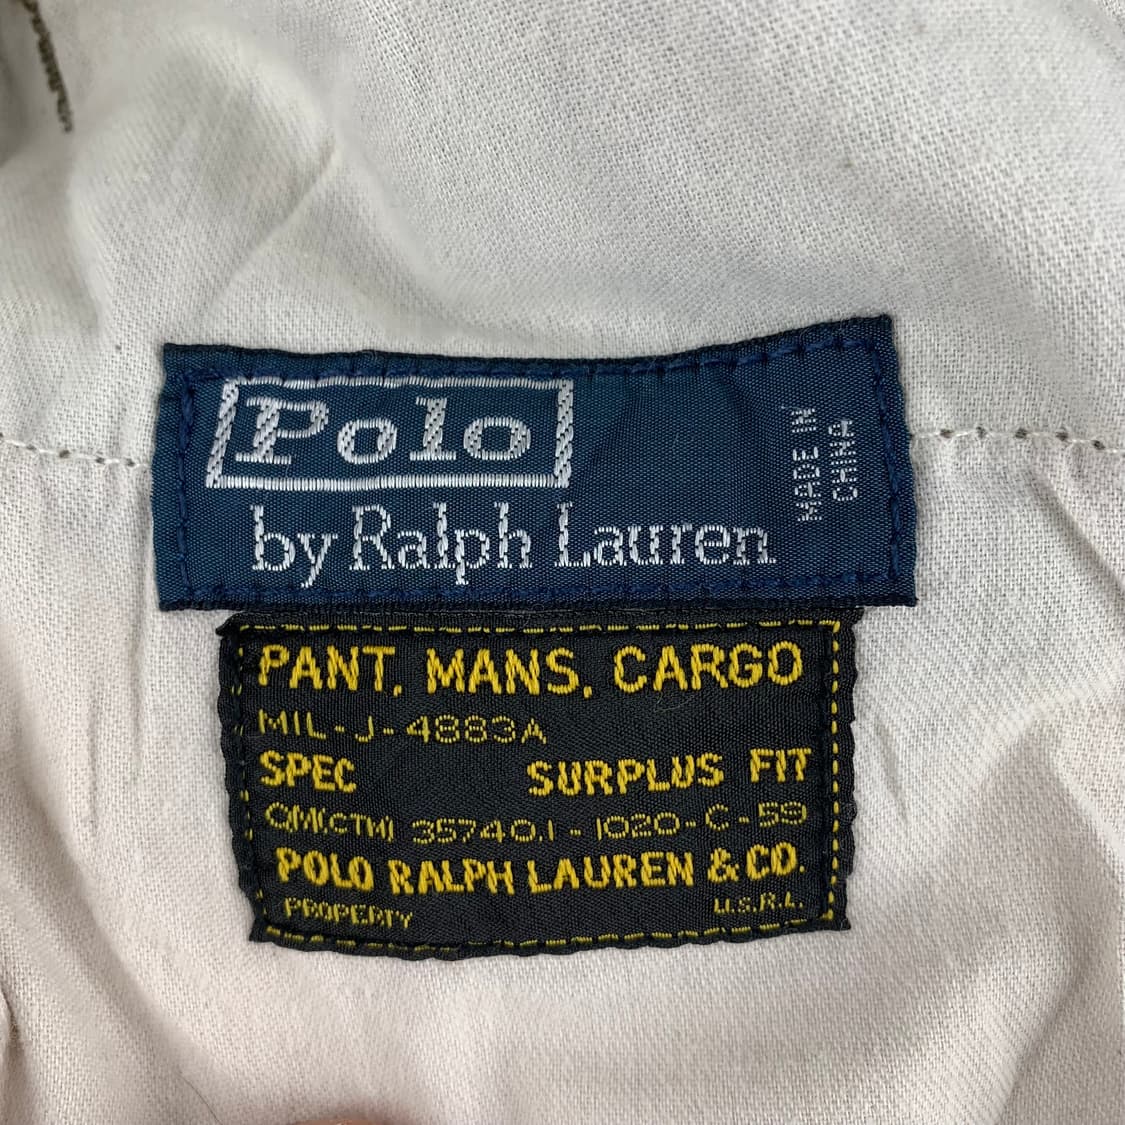 Polo
by Ralph Lauren
MADE IN
CHINA
PANT, MANS, CARGO
MIL-J-4883A
SPEC SURPLUS FIT
QM(CTM) 35740.1-1020-C-59
POLO RALPH LAUREN & CO.
PROPERTY U.S.R.L.